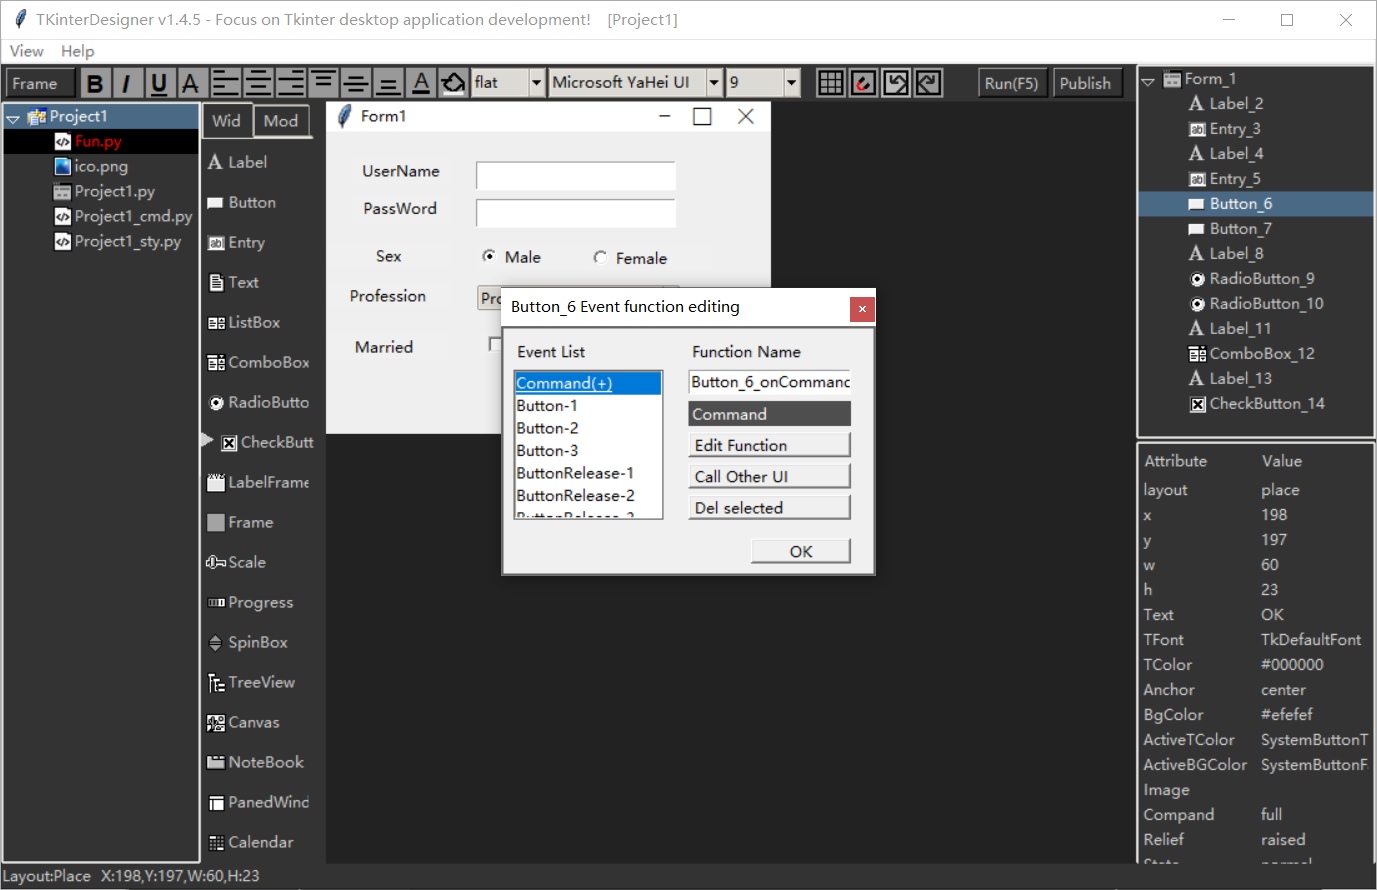 TKinterDesigner v1.4.5 - Focus on Tkinter desktop application development! [Project1]
View Help
Frame B I U A A flat Microsoft YaHei UI 9 Run(F5) Publish
Project1
Fun.py
ico.png
Project1.py
Project1_cmd.py
Project1_sty.py
Wid Mod
Label
Button
Entry
Text
ListBox
ComboBox
RadioButto
CheckButt
LabelFrame
Frame
Scale
Progress
SpinBox
TreeView
Canvas
NoteBook
PanedWind
Calendar
Form1
UserName
PassWord
Sex Male Female
Profession Pro
Married
Button_6 Event function editing
Event List
Command(+)
Button-1
Button-2
Button-3
ButtonRelease-1
ButtonRelease-2
Function Name
Button_6_onCommand
Command
Edit Function
Call Other UI
Del selected
OK
Form_1
Label_2
Entry_3
Label_4
Entry_5
Button_6
Button_7
Label_8
RadioButton_9
RadioButton_10
Label_11
ComboBox_12
Label_13
CheckButton_14
Attribute Value
layout place
x 198
y 197
w 60
h 23
Text OK
TFont TkDefaultFont
TColor #000000
Anchor center
BgColor #efefef
ActiveTColor SystemButtonT
ActiveBGColor SystemButtonF
Image
Compand full
Relief raised
Layout:Place X:198,Y:197,W:60,H:23